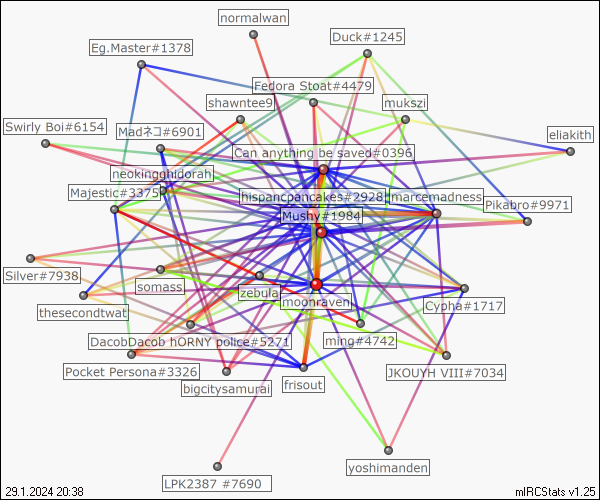 normalwan
Duck#1245
Eg.Master#1378
Fedora Stoat#4479
shawntee9
mukszi
Swirly Boi#6154
Madネコ#6901
eliakith
Can anything be saved#0396
neokingghidorah
Majestic#3375
hispancpancakes#2928
marcemadness
Pikabro#9971
Mushy#1984
Silver#7938
somass
zebula
moonraven
Cypha#1717
thesecondtwat
DacobDacob hORNY police#5271
ming#4742
Pocket Persona#3326
JKOUYH VIII#7034
bigcitysamurai
frisout
yoshimanden
LPK2387 #7690
29.1.2024 20:38
mIRCStats v1.25